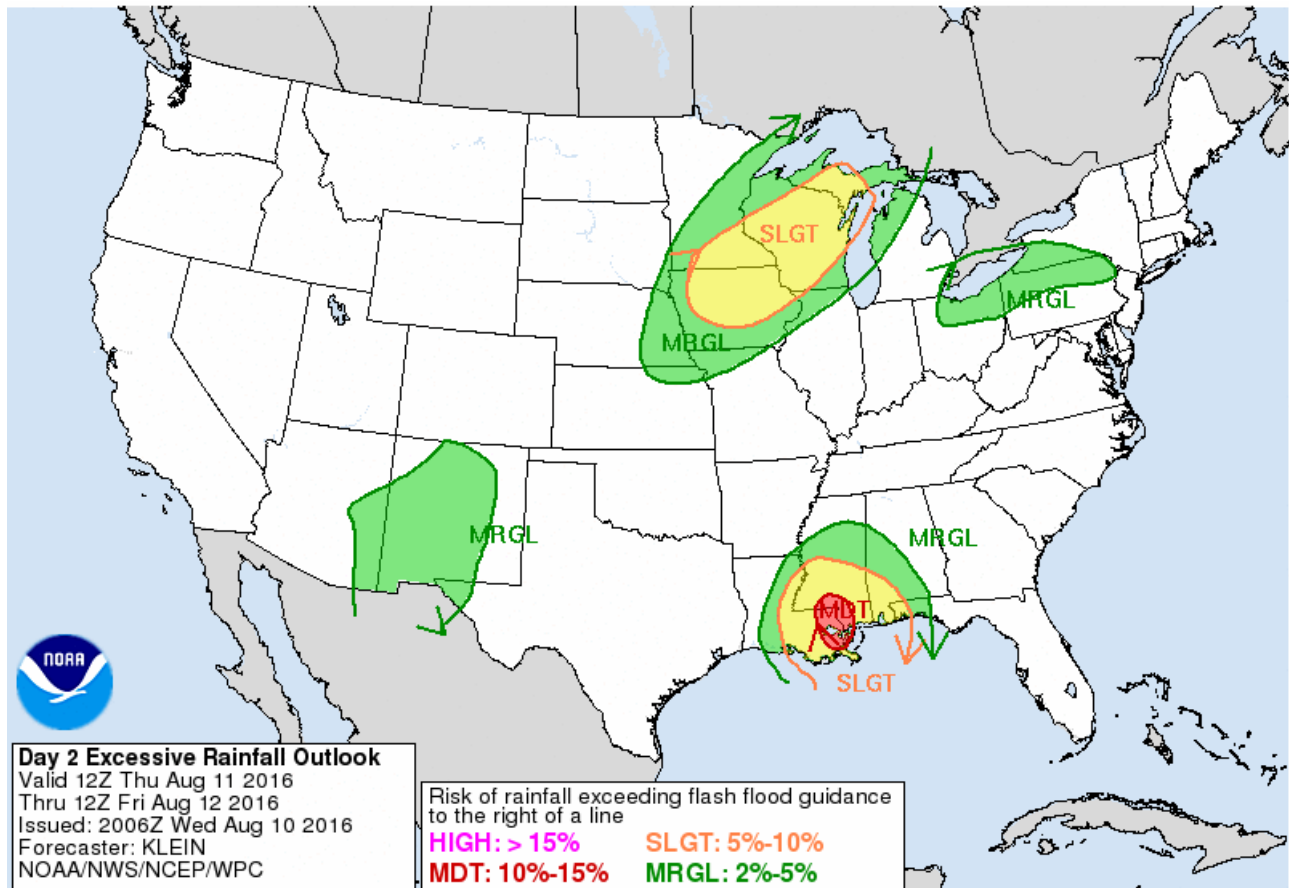 SLGT
MRGL
MRGL
MRGL
MRGL
MDT
SLGT
NOAA
Day 2 Excessive Rainfall Outlook
Valid 12Z Thu Aug 11 2016
Thru 12Z Fri Aug 12 2016
Issued: 2006Z Wed Aug 10 2016
Forecaster: KLEIN
NOAA/NWS/NCEP/WPC
Risk of rainfall exceeding flash flood guidance
to the right of a line
HIGH: > 15% SLGT: 5%-10%
MDT: 10%-15% MRGL: 2%-5%